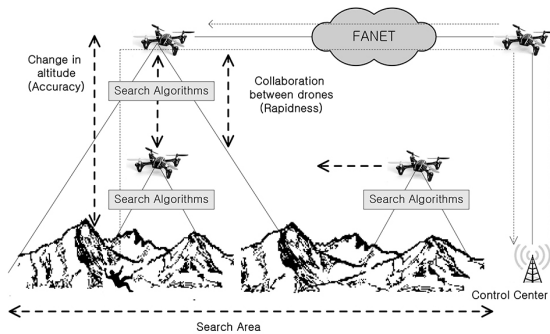 FANET
Change in
altitude
(Accuracy)
Search Algorithms
Collaboration
between drones
(Rapidness)
Search Algorithms
Search Algorithms
Control Center
Search Area